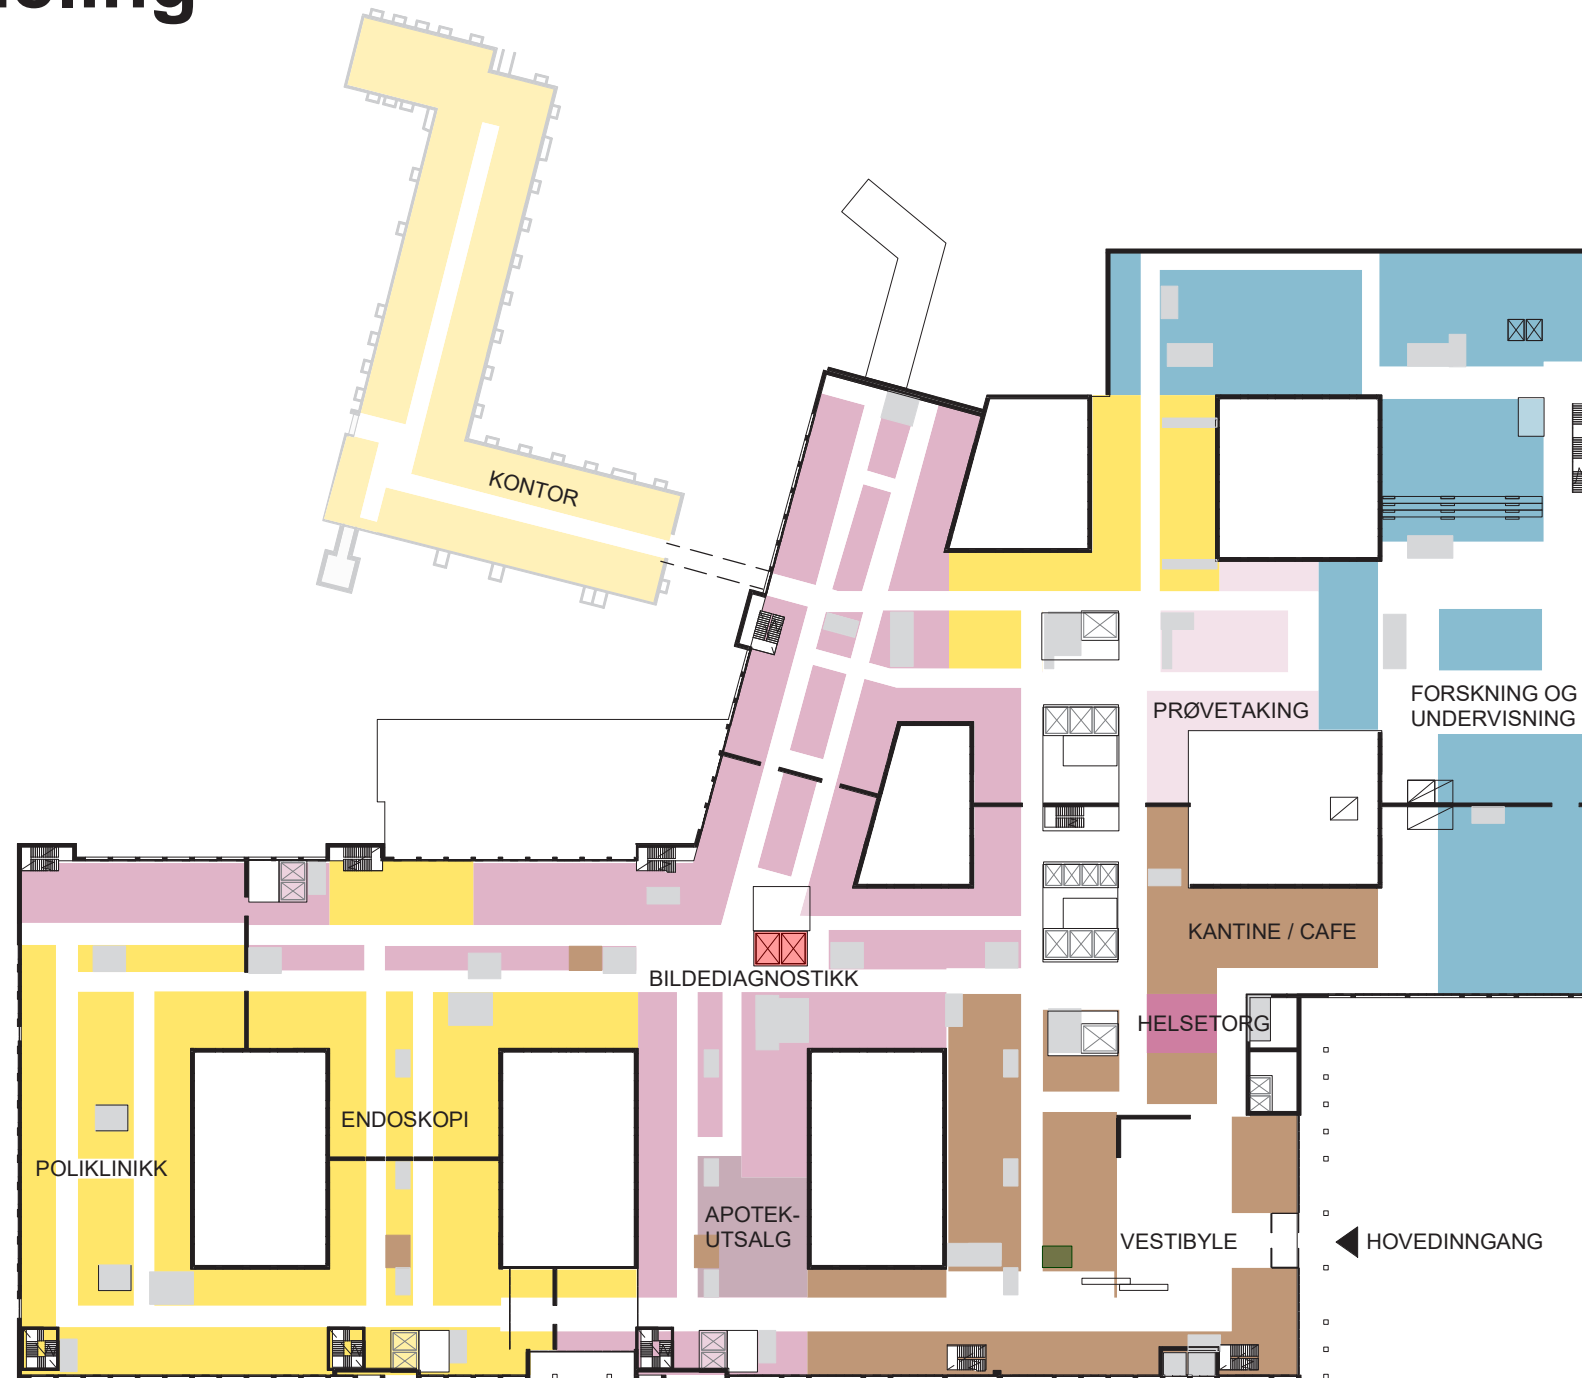 KONTOR
PRØVETAKING
FORSKNING OG
UNDERVISNING
KANTINE / CAFE
BILDEDIAGNOSTIKK
HELSETORG
ENDOSKOPI
POLIKLINIKK
APOTEK-
UTSALG
VESTIBYLE
HOVEDINNGANG